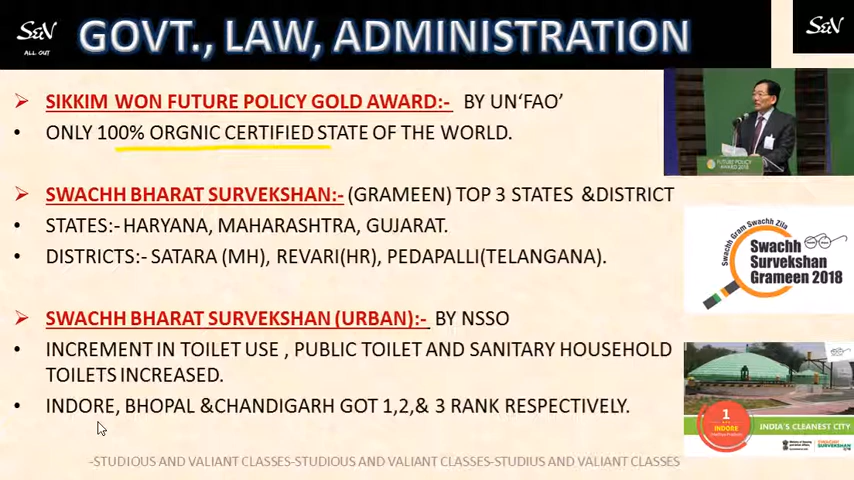 S&V
ALL OUT
GOVT., LAW, ADMINISTRATION
S&V
➢ SIKKIM WON FUTURE POLICY GOLD AWARD:- BY UN‘FAO’
• ONLY 100% ORGNIC CERTIFIED STATE OF THE WORLD.
FUTURE POLICY
AWARD 2018
➢ SWACHH BHARAT SURVEKSHAN:- (GRAMEEN) TOP 3 STATES &DISTRICT
• STATES:- HARYANA, MAHARASHTRA, GUJARAT.
• DISTRICTS:- SATARA (MH), REVARI(HR), PEDAPALLI(TELANGANA).
Swachh Gram Swachh Zila
Swachh
Survekshan
Grameen 2018
➢ SWACHH BHARAT SURVEKSHAN (URBAN):- BY NSSO
• INCREMENT IN TOILET USE , PUBLIC TOILET AND SANITARY HOUSEHOLD
TOILETS INCREASED.
• INDORE, BHOPAL &CHANDIGARH GOT 1,2,& 3 RANK RESPECTIVELY.
1
INDORE
INDIA'S CLEANEST CITY
-STUDIOUS AND VALIANT CLASSES-STUDIOUS AND VALIANT CLASSES-STUDIUS AND VALIANT CLASSES